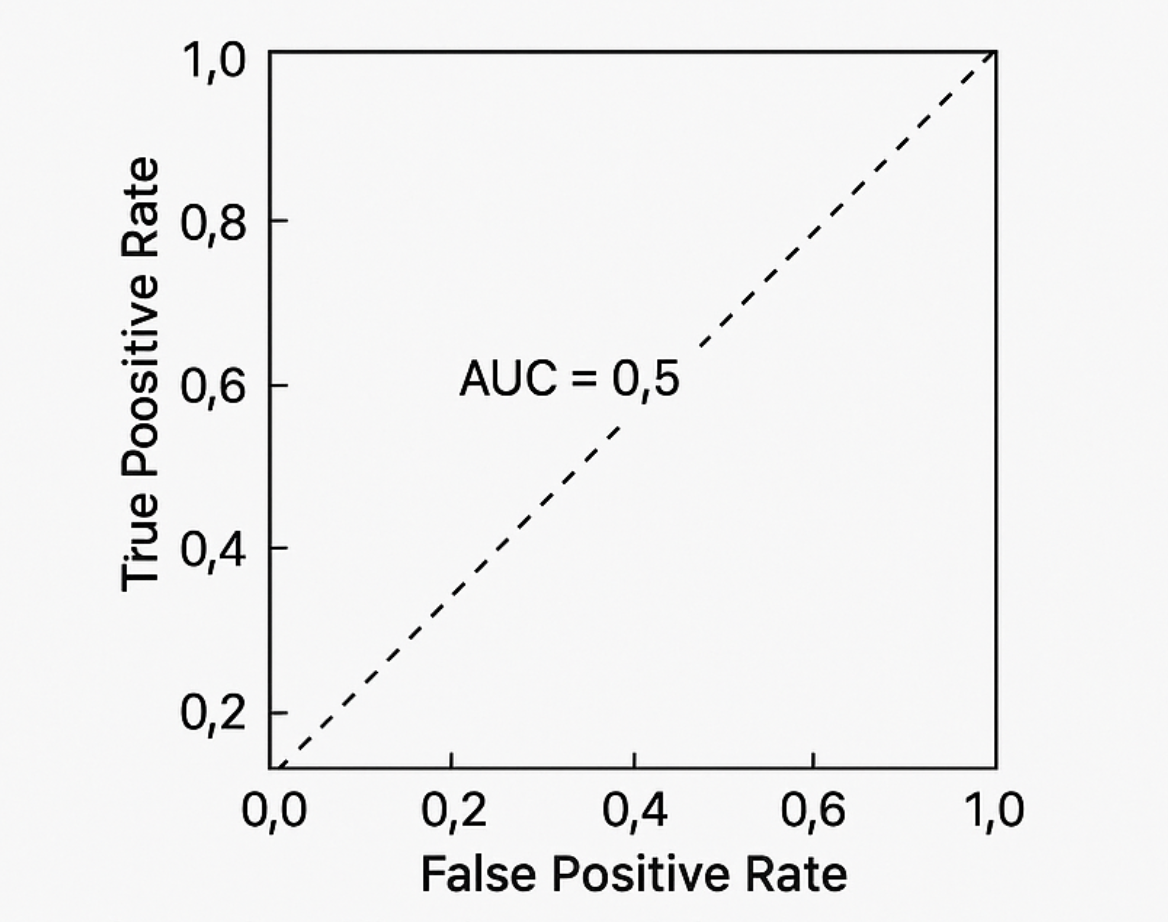 1,0
0,8
0,6
0,4
0,2
True Poositive Rate
AUC = 0,5
0,0 0,2 0,4 0,6 1,0
False Positive Rate